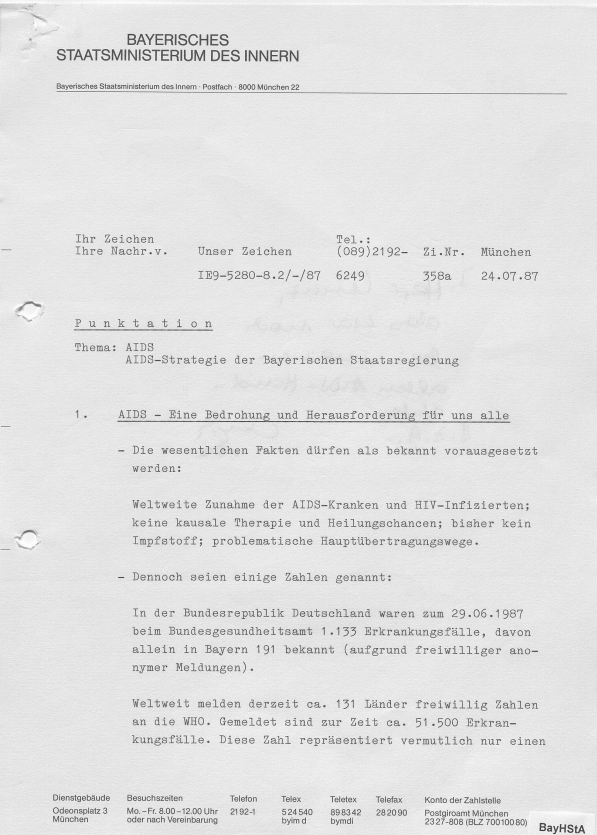 BAYERISCHES
STAATSMINISTERIUM DES INNERN
Bayerisches Staatsministerium des Innern · Postfach · 8000 München 22
Ihr Zeichen Tel.:
Ihre Nachr.v. Unser Zeichen (089)2192- Zi.Nr. München
IE9-5280-8.2/-/87 6249 358a 24.07.87
Punktation
Thema: AIDS
AIDS-Strategie der Bayerischen Staatsregierung
1. AIDS - Eine Bedrohung und Herausforderung für uns alle
- Die wesentlichen Fakten dürfen als bekannt vorausgesetzt
werden:
Weltweite Zunahme der AIDS-Kranken und HIV-Infizierten;
keine kausale Therapie und Heilungschancen; bisher kein
Impfstoff; problematische Hauptübertragungswege.
- Dennoch seien einige Zahlen genannt:
In der Bundesrepublik Deutschland waren zum 29.06.1987
beim Bundesgesundheitsamt 1.133 Erkrankungsfälle, davon
allein in Bayern 191 bekannt (aufgrund freiwilliger ano-
nymer Meldungen).
Weltweit melden derzeit ca. 131 Länder freiwillig Zahlen
an die WHO. Gemeldet sind zur Zeit ca. 51.500 Erkran-
kungsfälle. Diese Zahl repräsentiert vermutlich nur einen
Dienstgebäude Besuchszeiten Telefon Telex Teletex Telefax Konto der Zahlstelle
Odeonsplatz 3 Mo.–Fr. 8.00–12.00 Uhr 2192-1 524540 898342 282090 Postgiroamt München
München oder nach Vereinbarung byim d bymdi 2327-808 (BLZ 70010080)
BayHStA